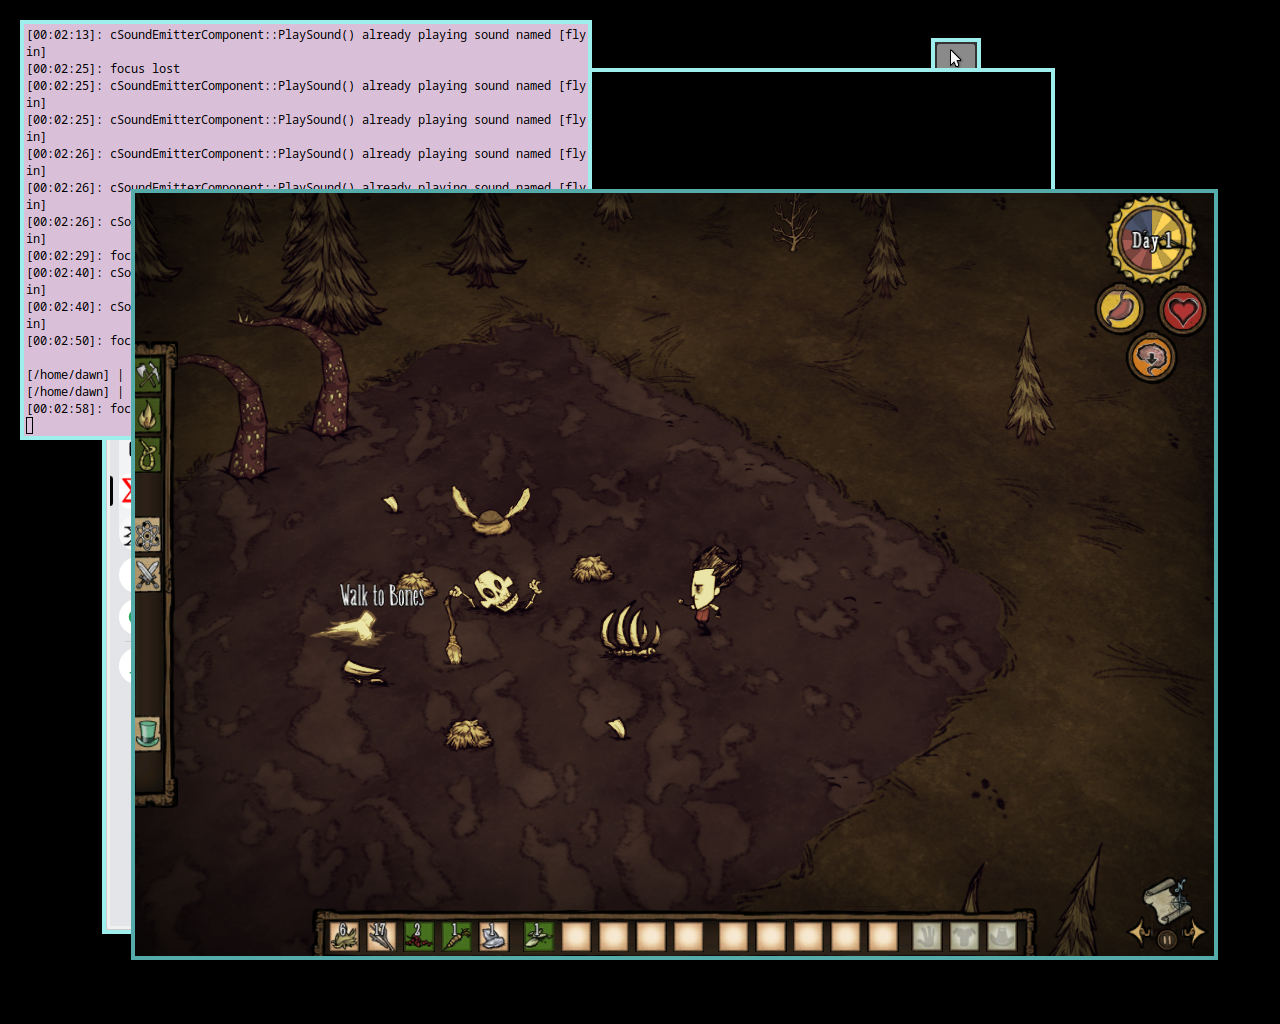 [00:02:13]: cSoundEmitterComponent::PlaySound() already playing sound named [fly
in]
[00:02:25]: focus lost
[00:02:25]: cSoundEmitterComponent::PlaySound() already playing sound named [fly
in]
[00:02:25]: cSoundEmitterComponent::PlaySound() already playing sound named [fly
in]
[00:02:26]: cSoundEmitterComponent::PlaySound() already playing sound named [fly
in]
[00:02:26]: cSoundEmitterComponent::PlaySound() already playing sound named [fly
in]
[00:02:26]: cSo
in]
[00:02:29]: foc
[00:02:40]: cSo
in]
[00:02:40]: cSo
in]
[00:02:50]: foc
[/home/dawn] |
[/home/dawn] |
[00:02:58]: foc
Day 1
Walk to Bones
6 17 2 1 1 1
N